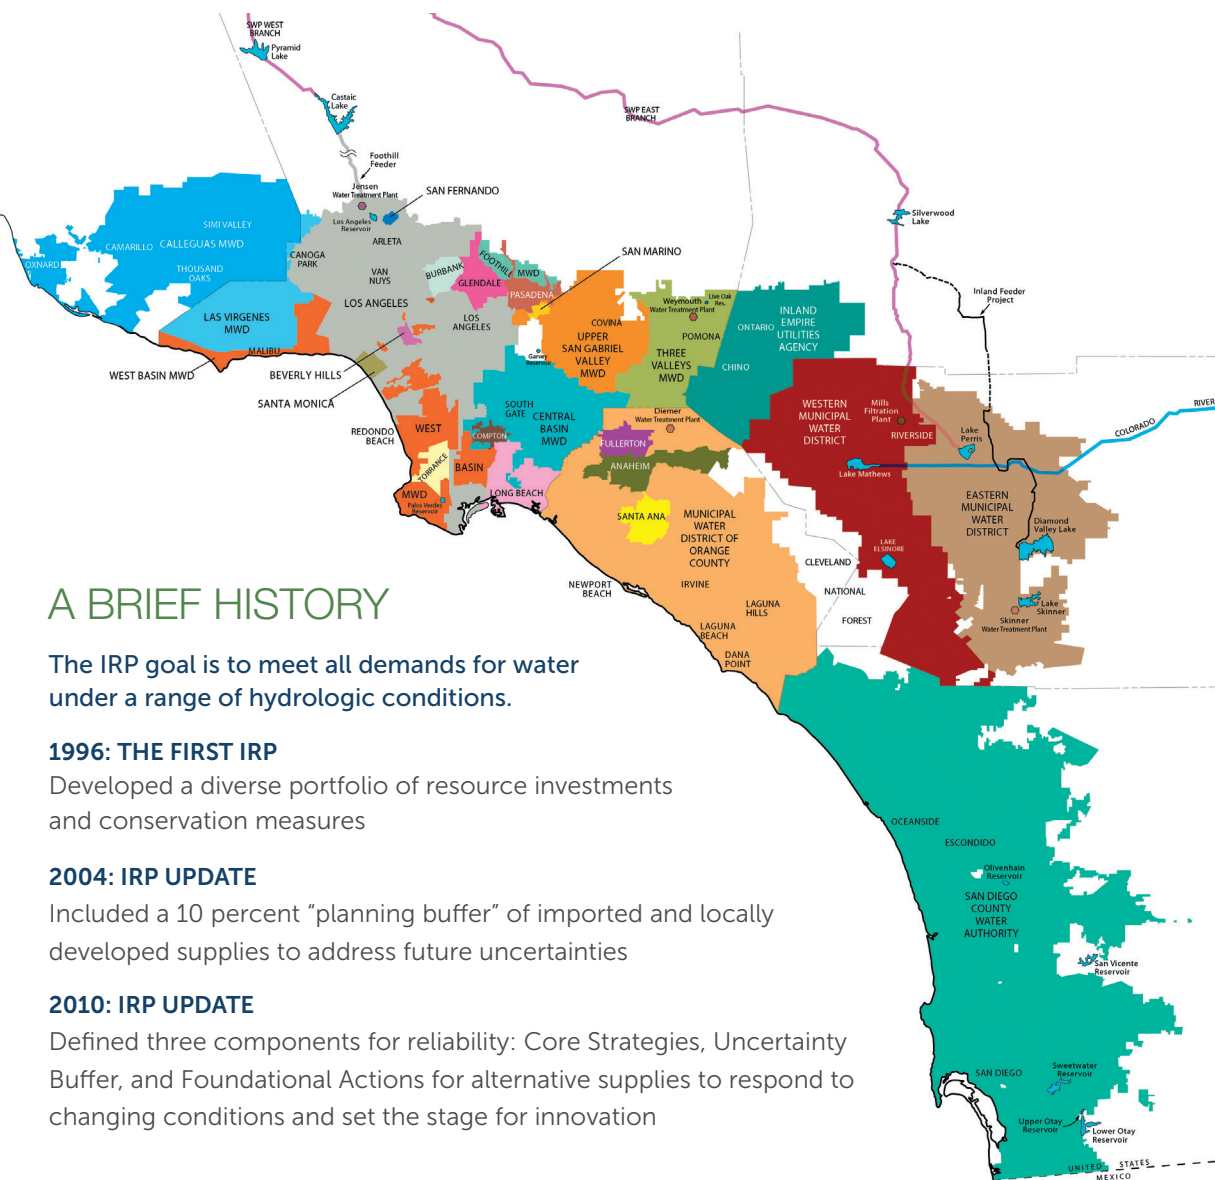 SWP WEST
BRANCH
Pyramid
Lake
Castaic
Lake
SWP EAST
BRANCH
Foothill
Feeder
Jensen
Water Treatment Plant
SAN FERNANDO
Los Angeles
Reservoir
Silverwood
Lake
SIMI VALLEY
CAMARILLO
CALLEGUAS MWD
OXNARD
THOUSAND
OAKS
ARLETA
CANOGA
PARK
VAN
NUYS
BURBANK
GLENDALE
FOOTHILL
MWD
PASADENA
SAN MARINO
LOS ANGELES
LOS
ANGELES
LAS VIRGENES
MWD
MALIBU
WEST BASIN MWD
BEVERLY HILLS
SANTA MONICA
Garvey
Reservoir
COVINA
UPPER
SAN GABRIEL
VALLEY
MWD
Live Oak
Res.
Weymouth
Water Treatment Plant
POMONA
THREE
VALLEYS
MWD
INLAND
EMPIRE
UTILITIES
AGENCY
ONTARIO
CHINO
Inland Feeder
Project
REDONDO
BEACH
WEST
BASIN
MWD
TORRANCE
Palos Verdes
Reservoir
COMPTON
LONG BEACH
SOUTH
GATE
CENTRAL
BASIN
MWD
Diemer
Water Treatment Plant
FULLERTON
ANAHEIM
SANTA ANA
MUNICIPAL
WATER
DISTRICT OF
ORANGE
COUNTY
WESTERN
MUNICIPAL
WATER
DISTRICT
Mills
Filtration
Plant
RIVERSIDE
Lake
Perris
COLORADO
RIVER
Lake Mathews
EASTERN
MUNICIPAL
WATER
DISTRICT
Diamond
Valley Lake
LAKE
ELSINORE
CLEVELAND
NATIONAL
FOREST
Lake
Skinner
Skinner
Water Treatment Plant
NEWPORT
BEACH
IRVINE
LAGUNA
HILLS
LAGUNA
BEACH
DANA
POINT
A BRIEF HISTORY
The IRP goal is to meet all demands for water
under a range of hydrologic conditions.
1996: THE FIRST IRP
Developed a diverse portfolio of resource investments
and conservation measures
2004: IRP UPDATE
Included a 10 percent “planning buffer” of imported and locally
developed supplies to address future uncertainties
2010: IRP UPDATE
Defined three components for reliability: Core Strategies, Uncertainty
Buffer, and Foundational Actions for alternative supplies to respond to
changing conditions and set the stage for innovation
OCEANSIDE
ESCONDIDO
Olivenhain
Reservoir
SAN DIEGO
COUNTY
WATER
AUTHORITY
San Vicente
Reservoir
SAN DIEGO
Sweetwater
Reservoir
Upper Otay
Reservoir
Lower Otay
Reservoir
UNITED STATES
MEXICO